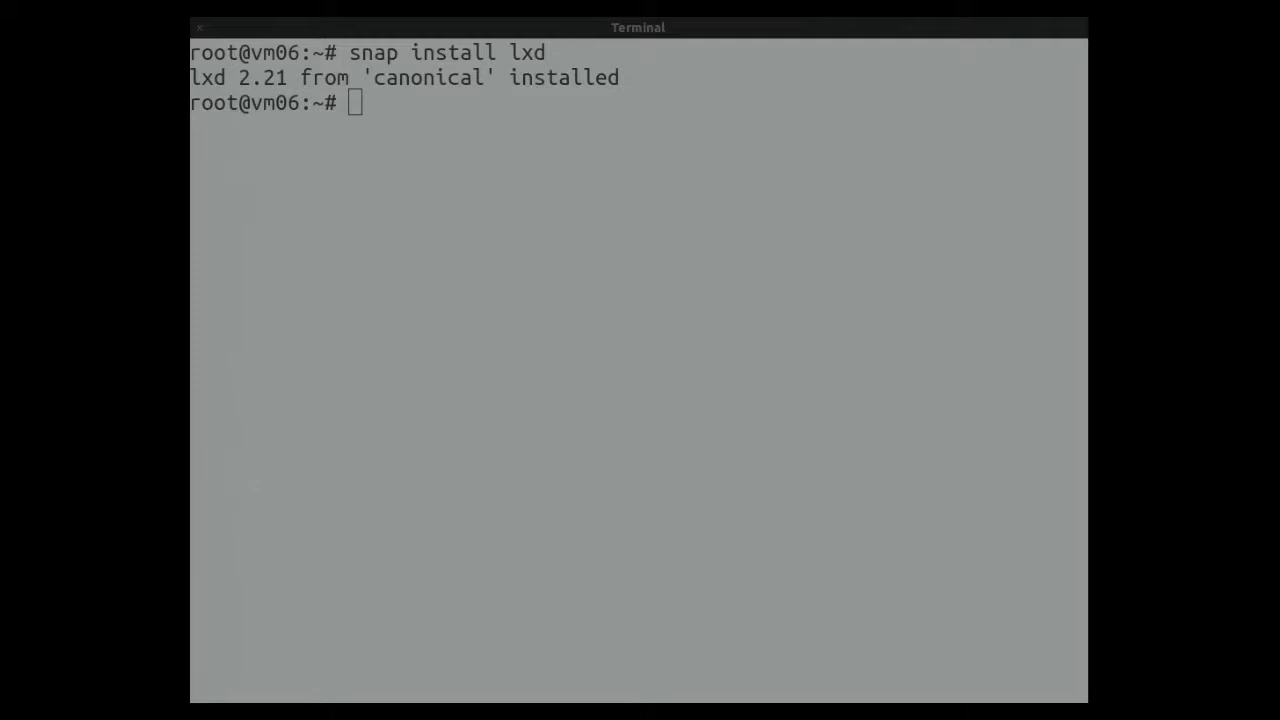 Terminal
root@vm06:~# snap install lxd
lxd 2.21 from 'canonical' installed
root@vm06:~#